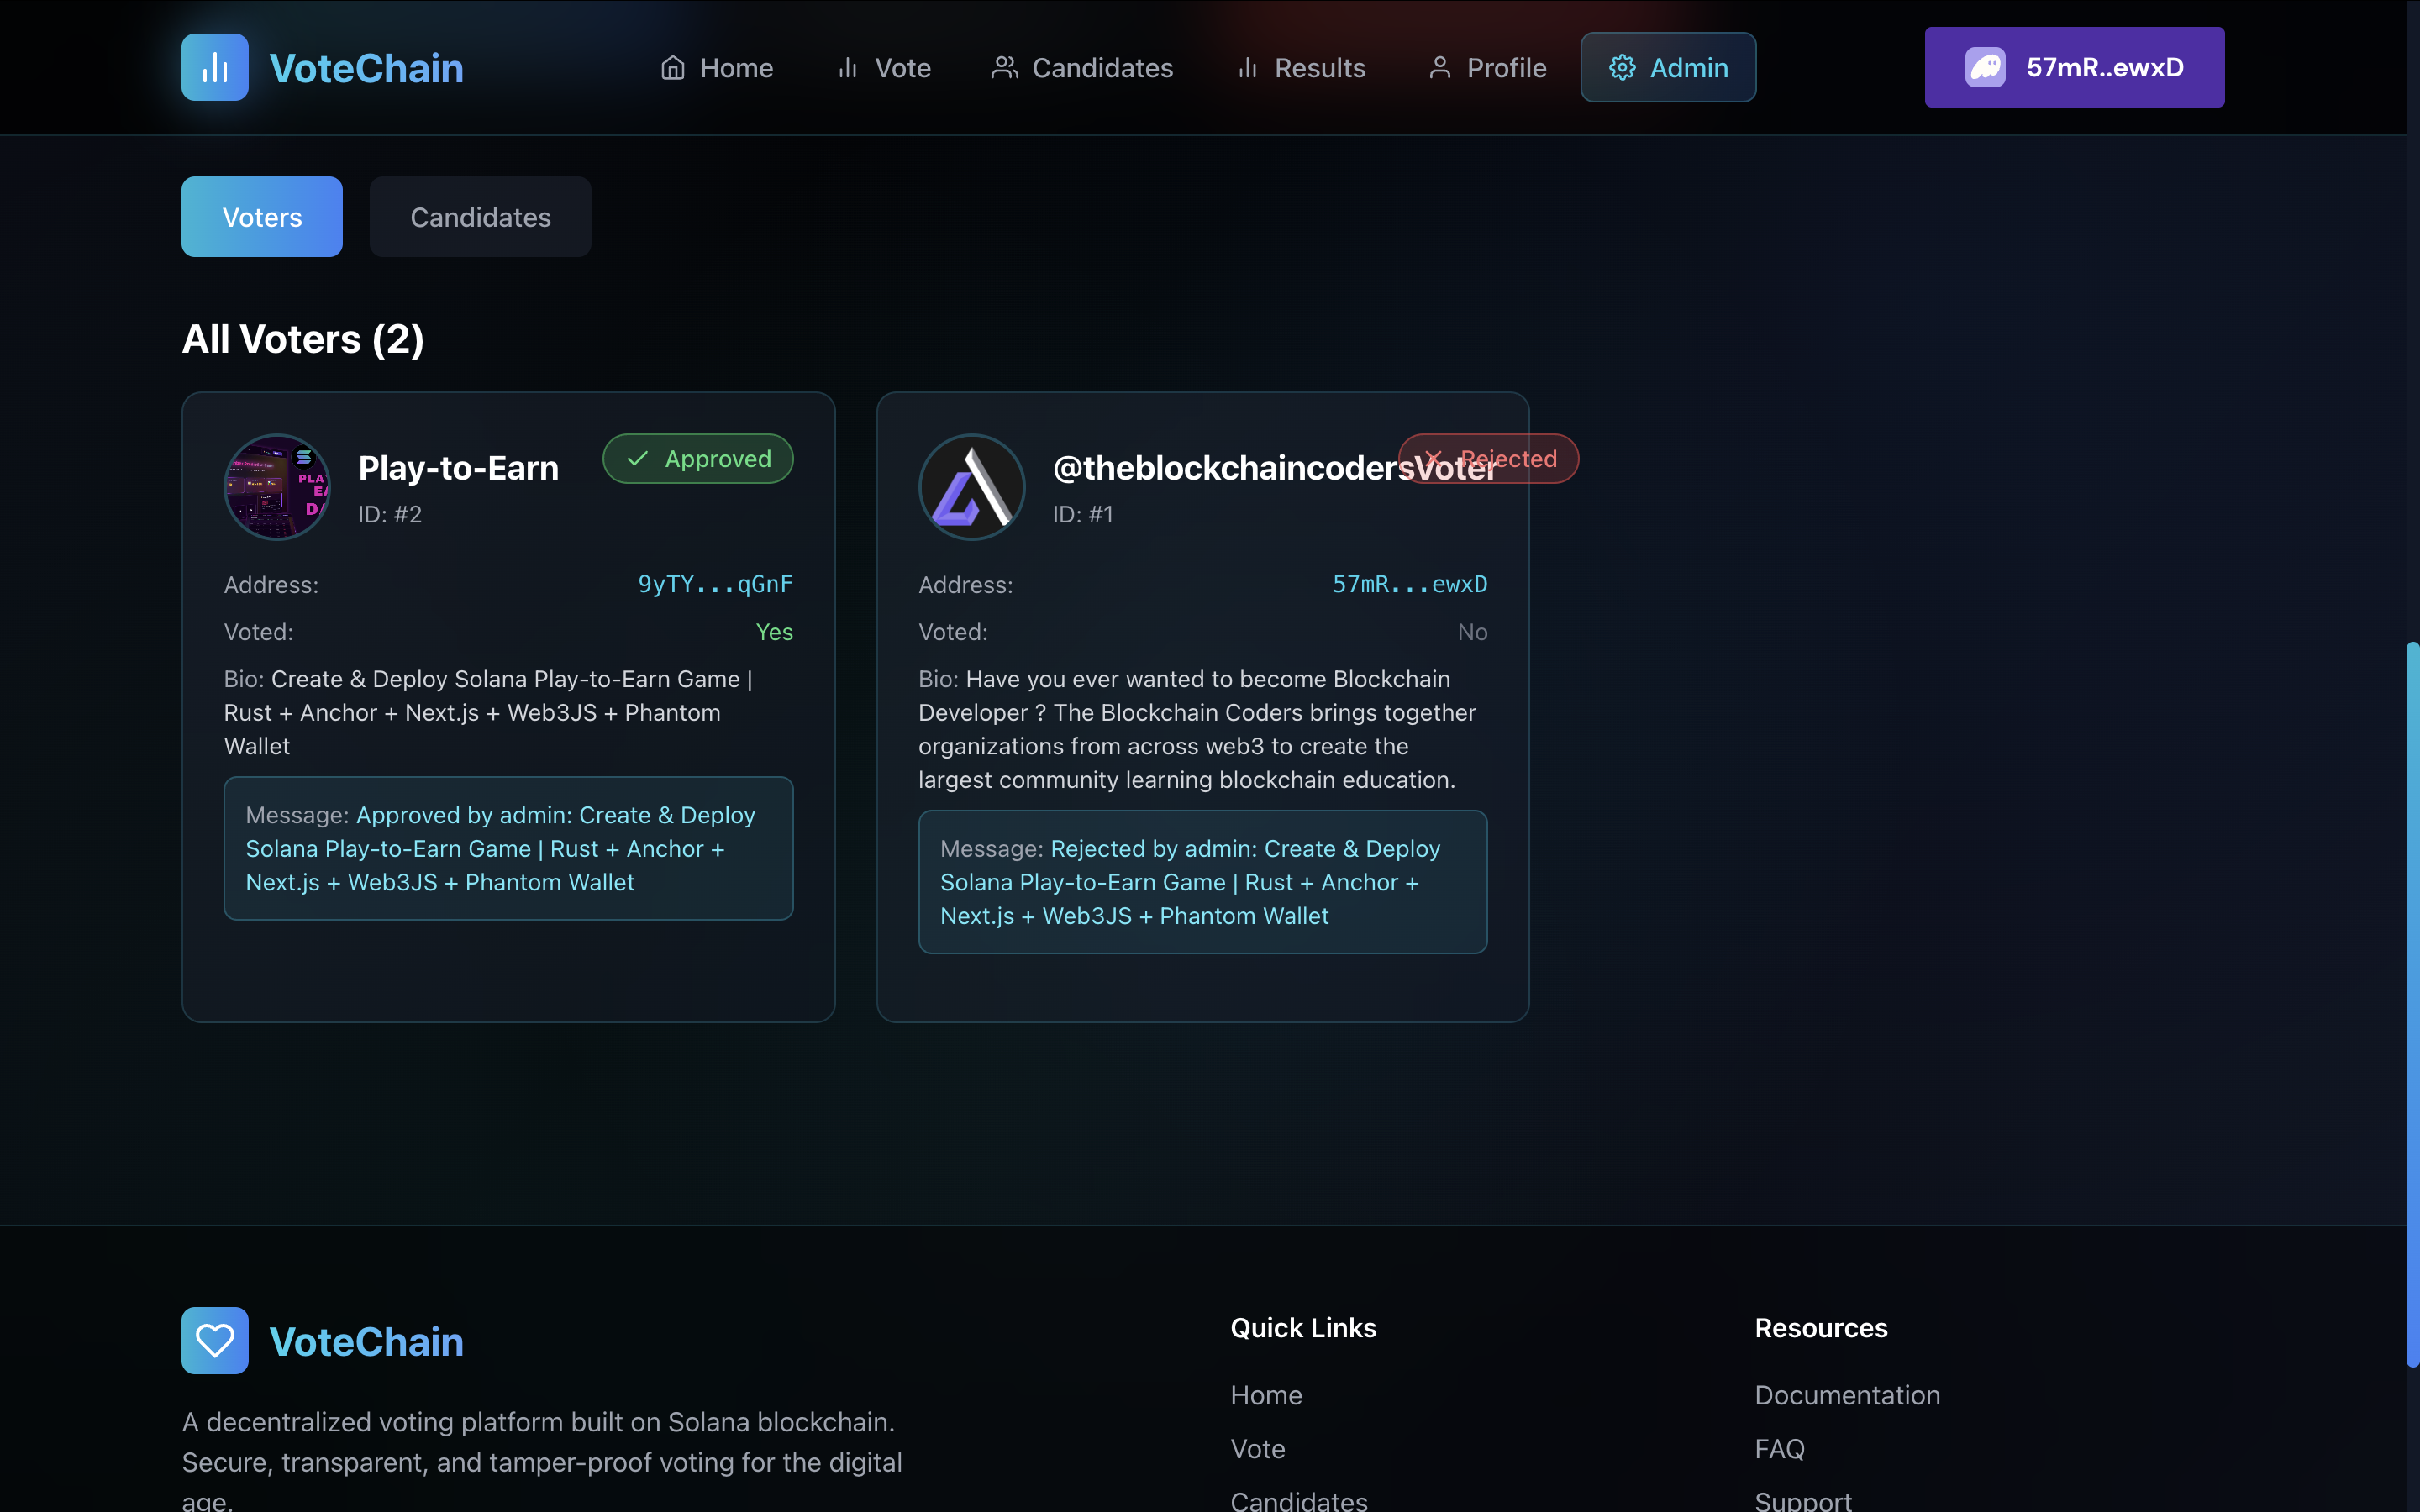 VoteChain
Home
Vote
Candidates
Results
Profile
Admin
57mR..ewxD
Voters
Candidates
All Voters (2)
Play-to-Earn
Approved
ID: #2
Address:
9yTY...qGnF
Voted:
Yes
Bio: Create & Deploy Solana Play-to-Earn Game |
Rust + Anchor + Next.js + Web3JS + Phantom
Wallet
Message: Approved by admin: Create & Deploy
Solana Play-to-Earn Game | Rust + Anchor +
Next.js + Web3JS + Phantom Wallet
@theblockchaincodersVoter
Rejected
ID: #1
Address:
57mR...ewxD
Voted:
No
Bio: Have you ever wanted to become Blockchain
Developer ? The Blockchain Coders brings together
organizations from across web3 to create the
largest community learning blockchain education.
Message: Rejected by admin: Create & Deploy
Solana Play-to-Earn Game | Rust + Anchor +
Next.js + Web3JS + Phantom Wallet
VoteChain
A decentralized voting platform built on Solana blockchain.
Secure, transparent, and tamper-proof voting for the digital
age.
Quick Links
Home
Vote
Candidates
Resources
Documentation
FAQ
Support